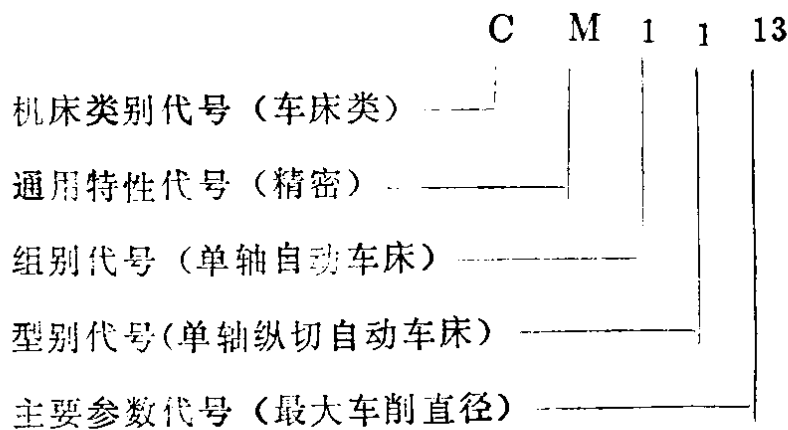 C M 1 1 13
机床类别代号（车床类）
通用特性代号（精密）
组别代号（单轴自动车床）
型别代号(单轴纵切自动车床）
主要参数代号（最大车削直径）